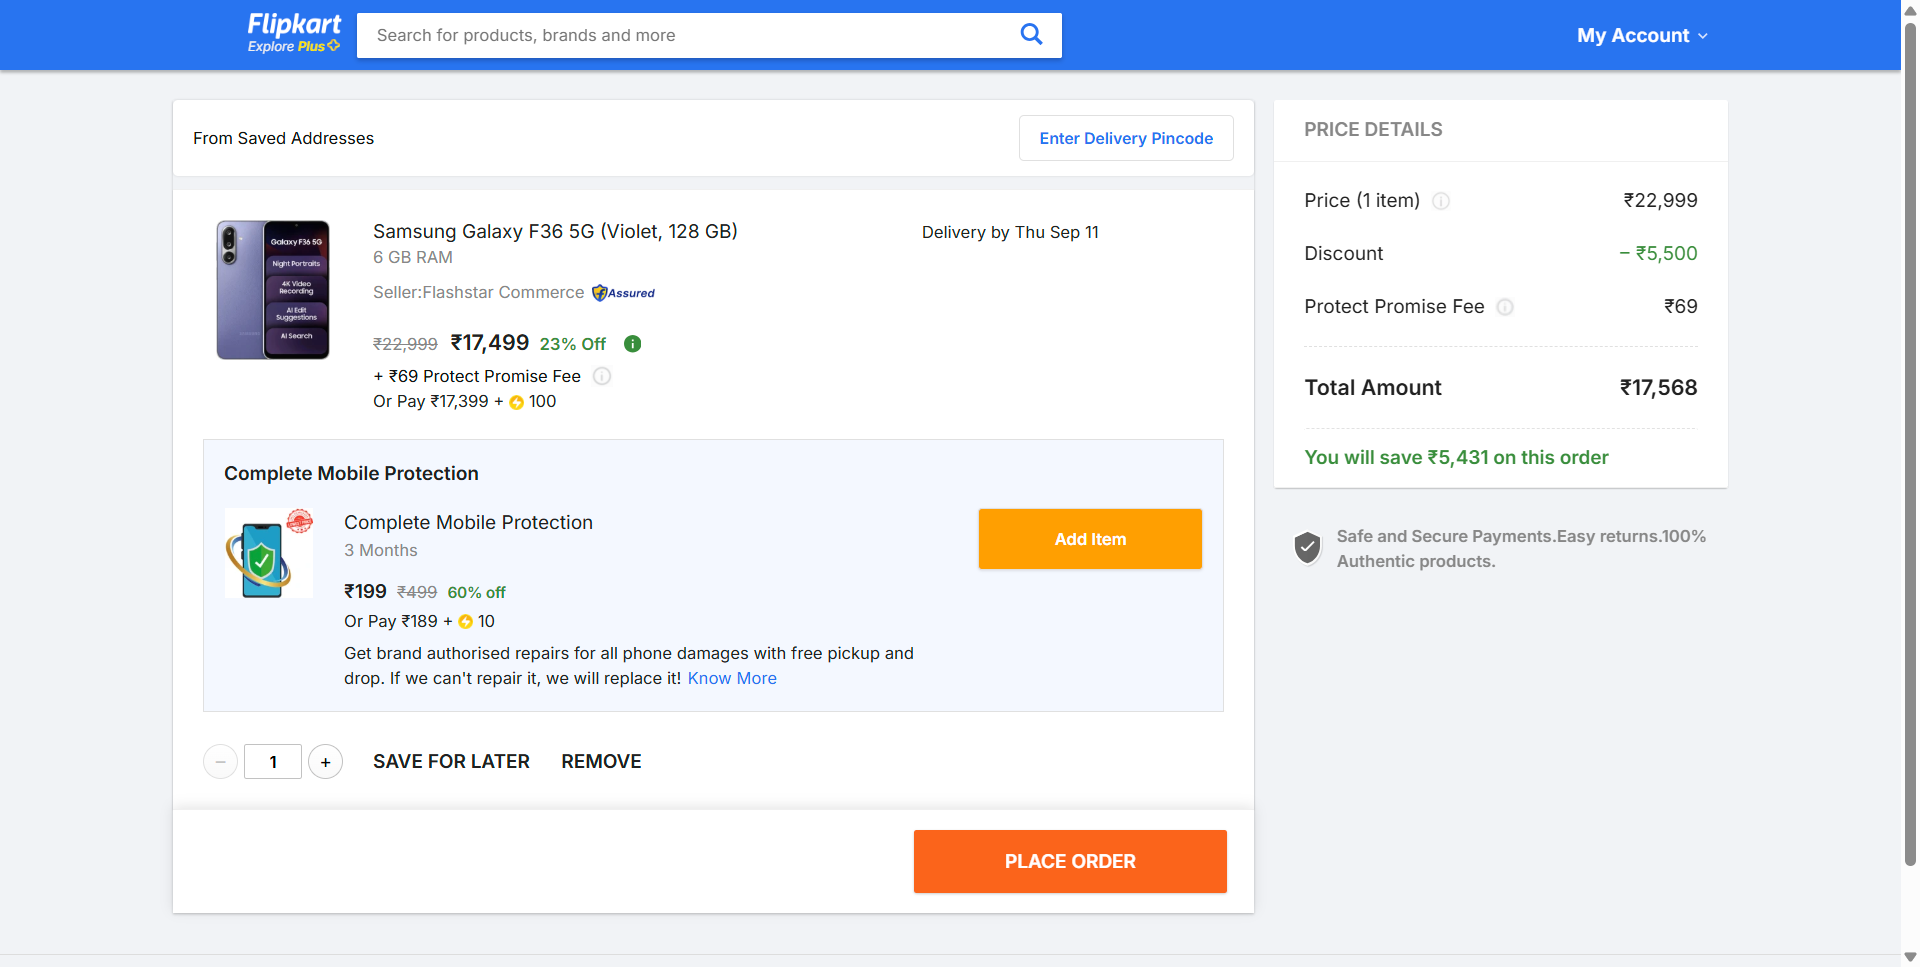 Flipkart
Explore Plus
Search for products, brands and more
My Account
From Saved Addresses
Enter Delivery Pincode
Galaxy F36 5G
Night Portraits
4K Video
Recording
AI Edit
Suggestions
AI Search
Samsung Galaxy F36 5G (Violet, 128 GB)
6 GB RAM
Seller:Flashstar Commerce Assured
₹22,999 ₹17,499 23% Off
+ ₹69 Protect Promise Fee
Or Pay ₹17,399 + 100
Delivery by Thu Sep 11
Complete Mobile Protection
Complete Mobile Protection
3 Months
₹199 ₹499 60% off
Or Pay ₹189 + 10
Get brand authorised repairs for all phone damages with free pickup and
drop. If we can't repair it, we will replace it! Know More
Add Item
− 1 +
SAVE FOR LATER
REMOVE
PLACE ORDER
PRICE DETAILS
Price (1 item) ₹22,999
Discount − ₹5,500
Protect Promise Fee ₹69
Total Amount ₹17,568
You will save ₹5,431 on this order
Safe and Secure Payments.Easy returns.100%
Authentic products.